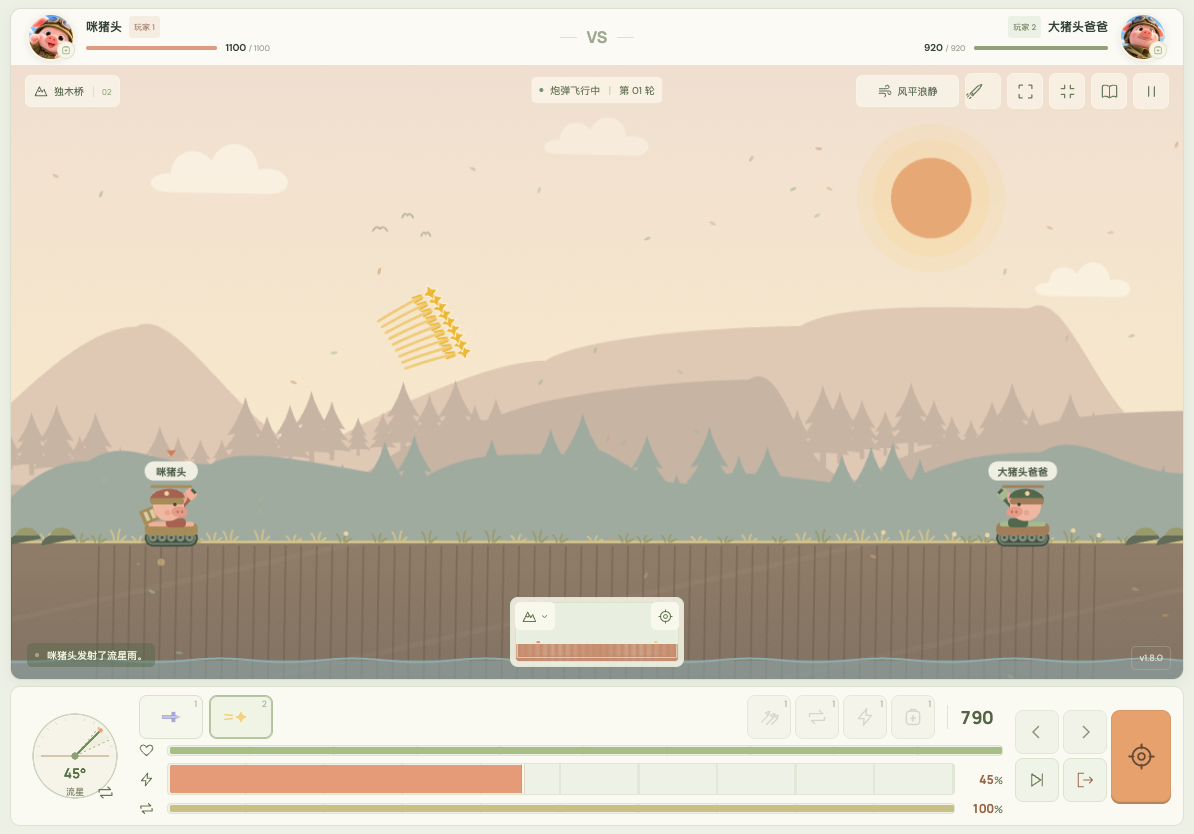 咪猪头 玩家 1
1100 / 1100
VS
玩家 2 大猪头爸爸
920 / 920
独木桥 02
炮弹飞行中 第 01 轮
风平浪静
咪猪头
大猪头爸爸
咪猪头发射了流星雨。
v1.8.0
45°
流星
1
2
1
1
1
1
790
45%
100%